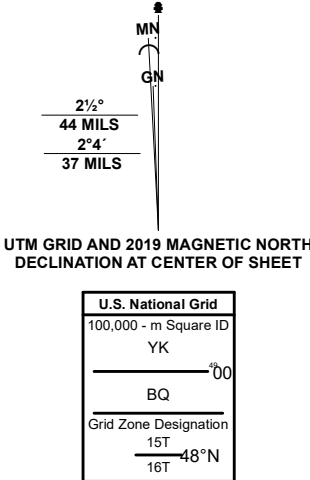 MN
GN
2½°
44 MILS
2°4´
37 MILS
UTM GRID AND 2019 MAGNETIC NORTH
DECLINATION AT CENTER OF SHEET
U.S. National Grid
100,000 - m Square ID
YK
4900
BQ
Grid Zone Designation
15T
48°N
16T